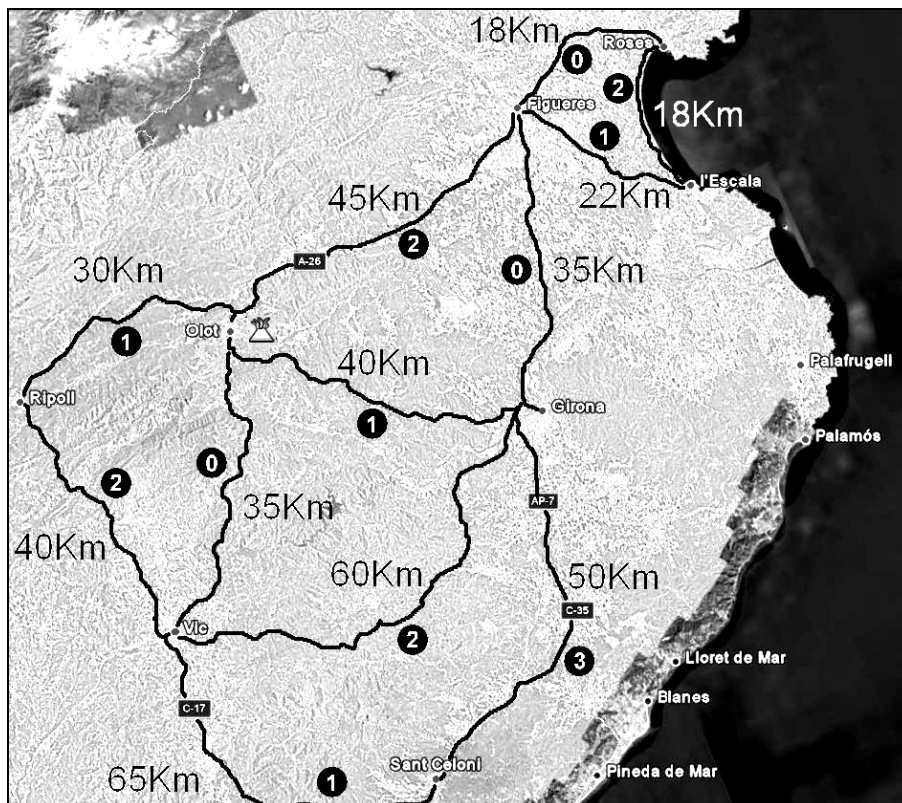 18Km
Roses
0
2
Figueres
18Km
1
l'Escala
22Km
45Km
2
A-26
0
35Km
30Km
Olot
1
40Km
Palafrugell
Ripoll
Girona
1
Palamós
0
2
35Km
AP-7
40Km
60Km
50Km
C-35
Vic
2
3
Lloret de Mar
Blanes
C-17
Sant Celoni
65Km
1
Pineda de Mar